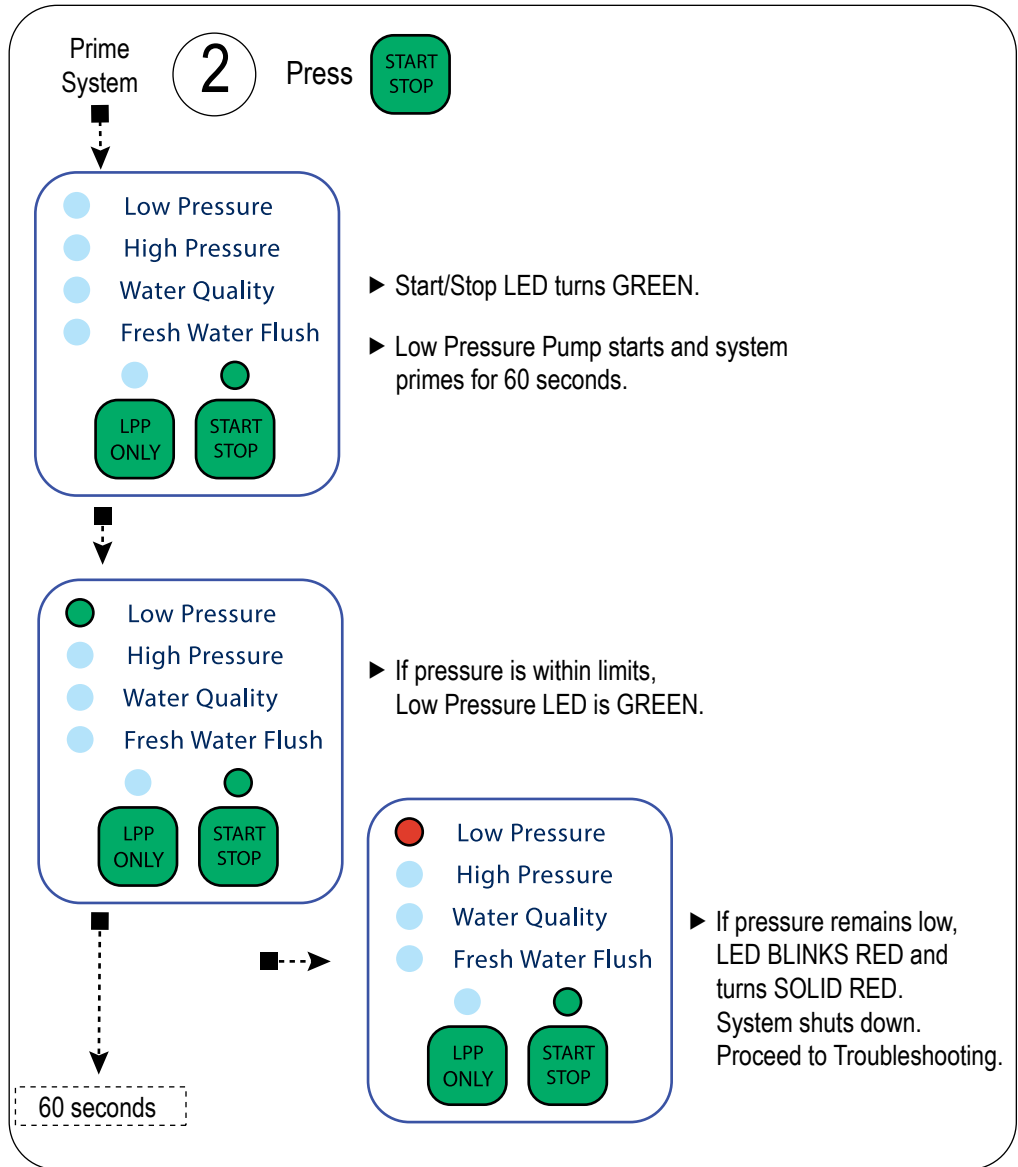 Prime
System
2
Press
START
STOP
Low Pressure
High Pressure
Water Quality
Fresh Water Flush
LPP
ONLY
START
STOP
► Start/Stop LED turns GREEN.
► Low Pressure Pump starts and system
primes for 60 seconds.
Low Pressure
High Pressure
Water Quality
Fresh Water Flush
LPP
ONLY
START
STOP
► If pressure is within limits,
Low Pressure LED is GREEN.
Low Pressure
High Pressure
Water Quality
Fresh Water Flush
LPP
ONLY
START
STOP
► If pressure remains low,
LED BLINKS RED and
turns SOLID RED.
System shuts down.
Proceed to Troubleshooting.
60 seconds